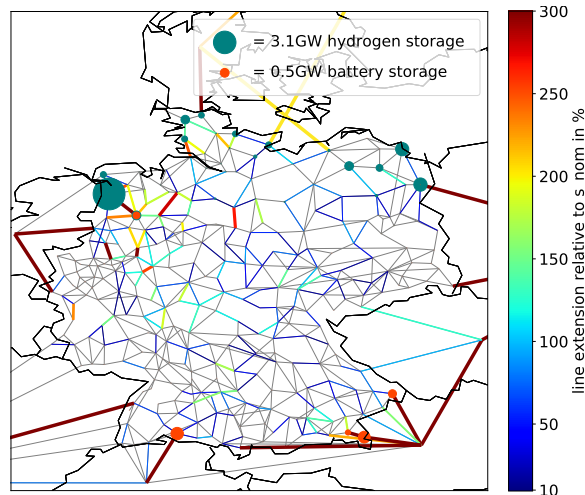 = 3.1GW hydrogen storage
= 0.5GW battery storage
300
250
200
150
100
50
10
line extension relative to s_nom in %